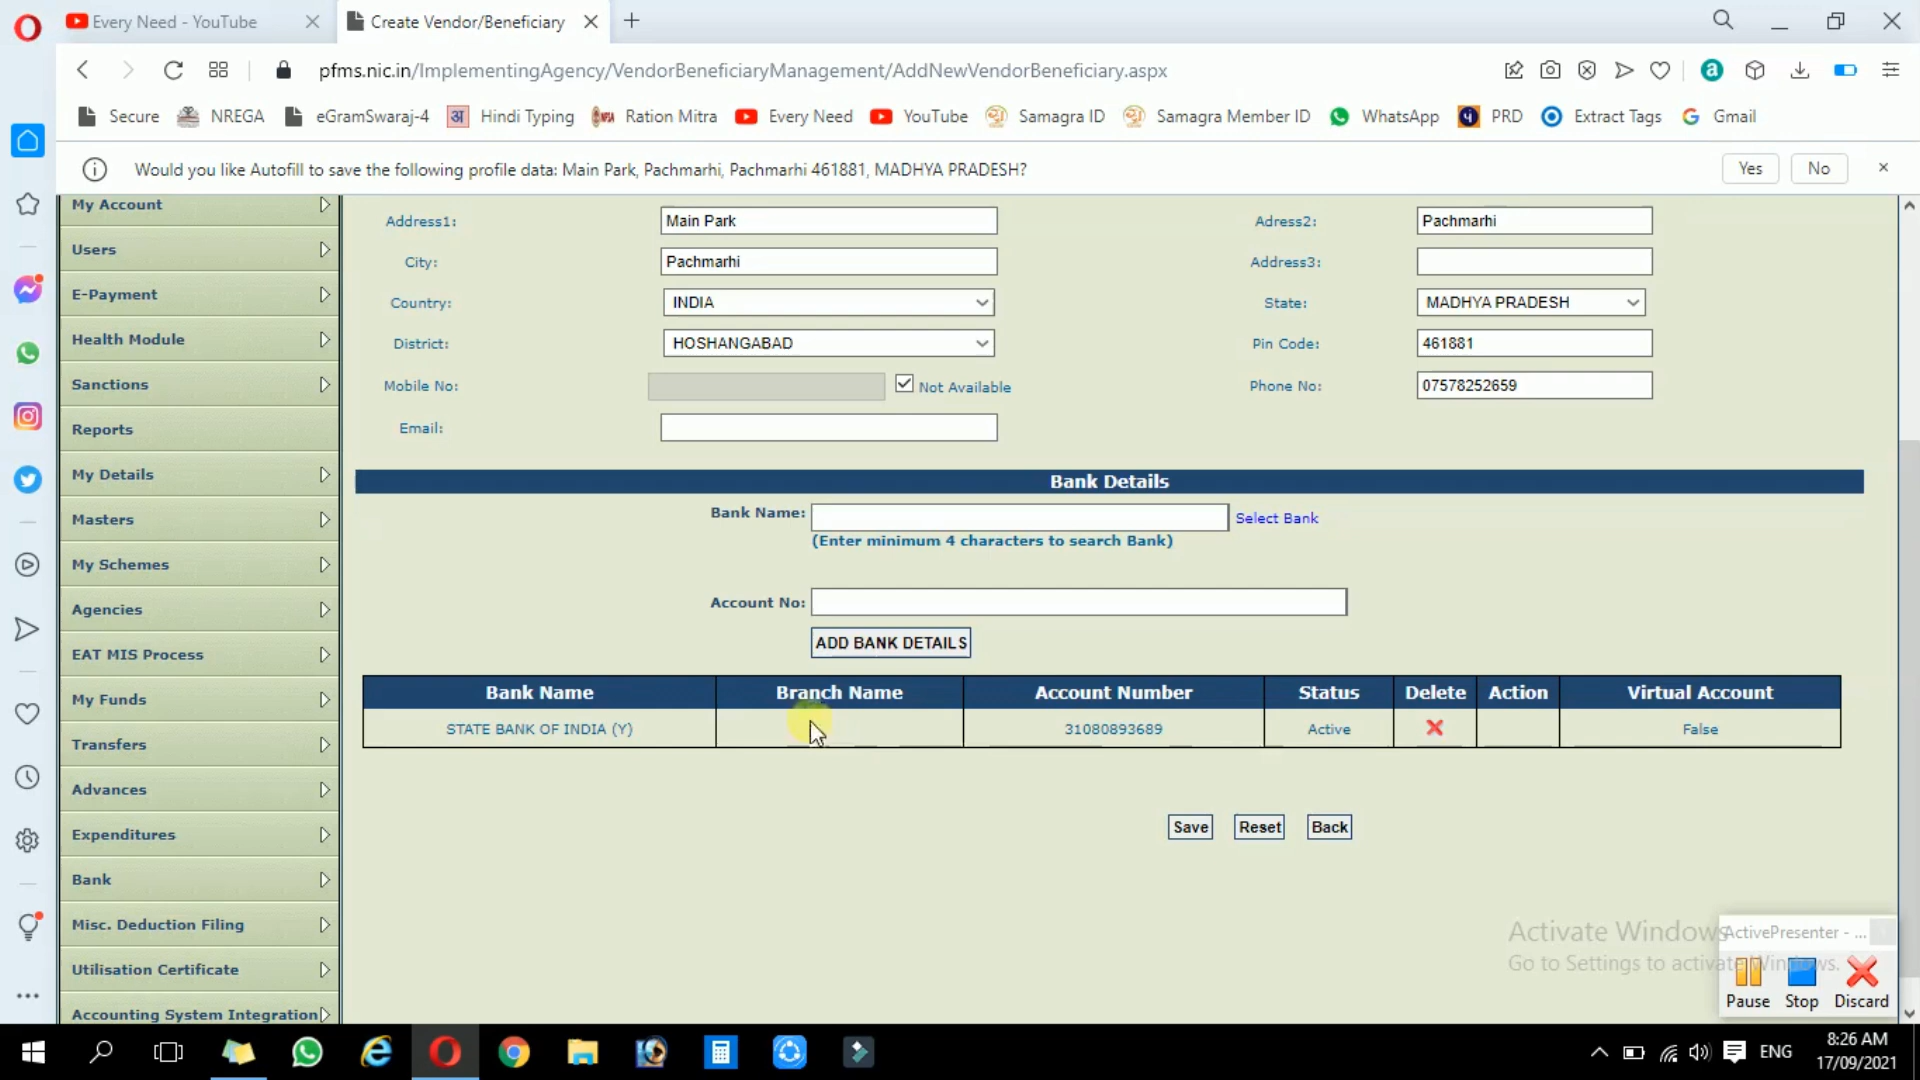 Every Need - YouTube
Create Vendor/Beneficiary
pfms.nic.in/ImplementingAgency/VendorBeneficiaryManagement/AddNewVendorBeneficiary.aspx
Secure
NREGA
eGramSwaraj-4
अ
Hindi Typing
Ration Mitra
Every Need
YouTube
Samagra ID
Samagra Member ID
WhatsApp
PRD
Extract Tags
Gmail
Would you like Autofill to save the following profile data: Main Park, Pachmarhi, Pachmarhi 461881, MADHYA PRADESH?
Yes
No
My Account
Users
E-Payment
Health Module
Sanctions
Reports
My Details
Masters
My Schemes
Agencies
EAT MIS Process
My Funds
Transfers
Advances
Expenditures
Bank
Misc. Deduction Filing
Utilisation Certificate
Accounting System Integration
Address1: Main Park
Adress2: Pachmarhi
City: Pachmarhi
Address3:
Country: INDIA
State: MADHYA PRADESH
District: HOSHANGABAD
Pin Code: 461881
Mobile No: Not Available
Phone No: 07578252659
Email:
Bank Details
Bank Name: Select Bank
(Enter minimum 4 characters to search Bank)
Account No:
ADD BANK DETAILS
Bank Name Branch Name Account Number Status Delete Action Virtual Account
STATE BANK OF INDIA (Y) 31080893689 Active False
Save Reset Back
Activate Windows
Go to Settings to activate Windows.
ActivePresenter - ...
Pause Stop Discard
ENG
8:26 AM
17/09/2021